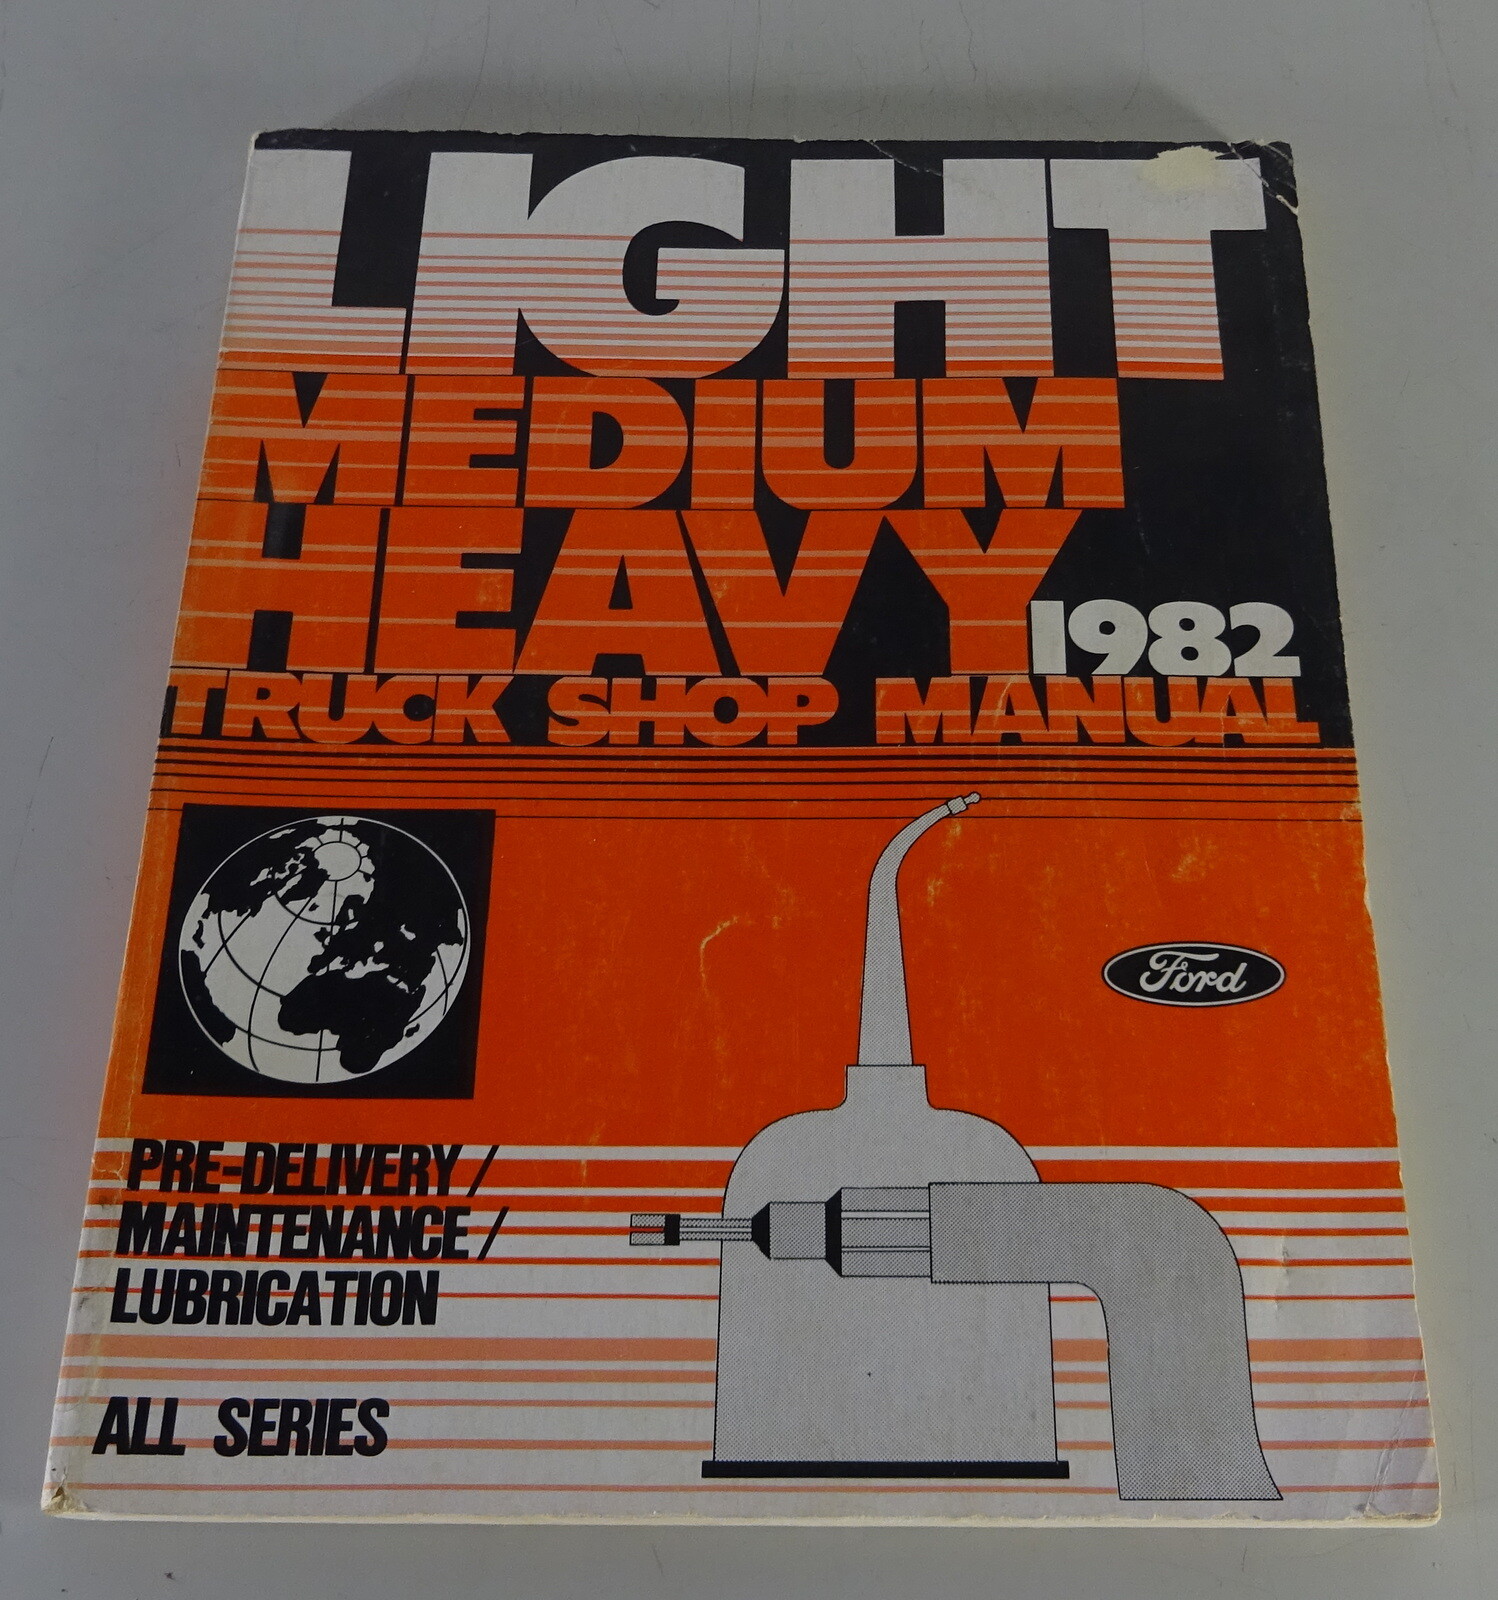 LIGHT
MEDIUM
HEAVY
1982
TRUCK SHOP MANUAL
Ford
PRE-DELIVERY/
MAINTENANCE/
LUBRICATION
ALL SERIES